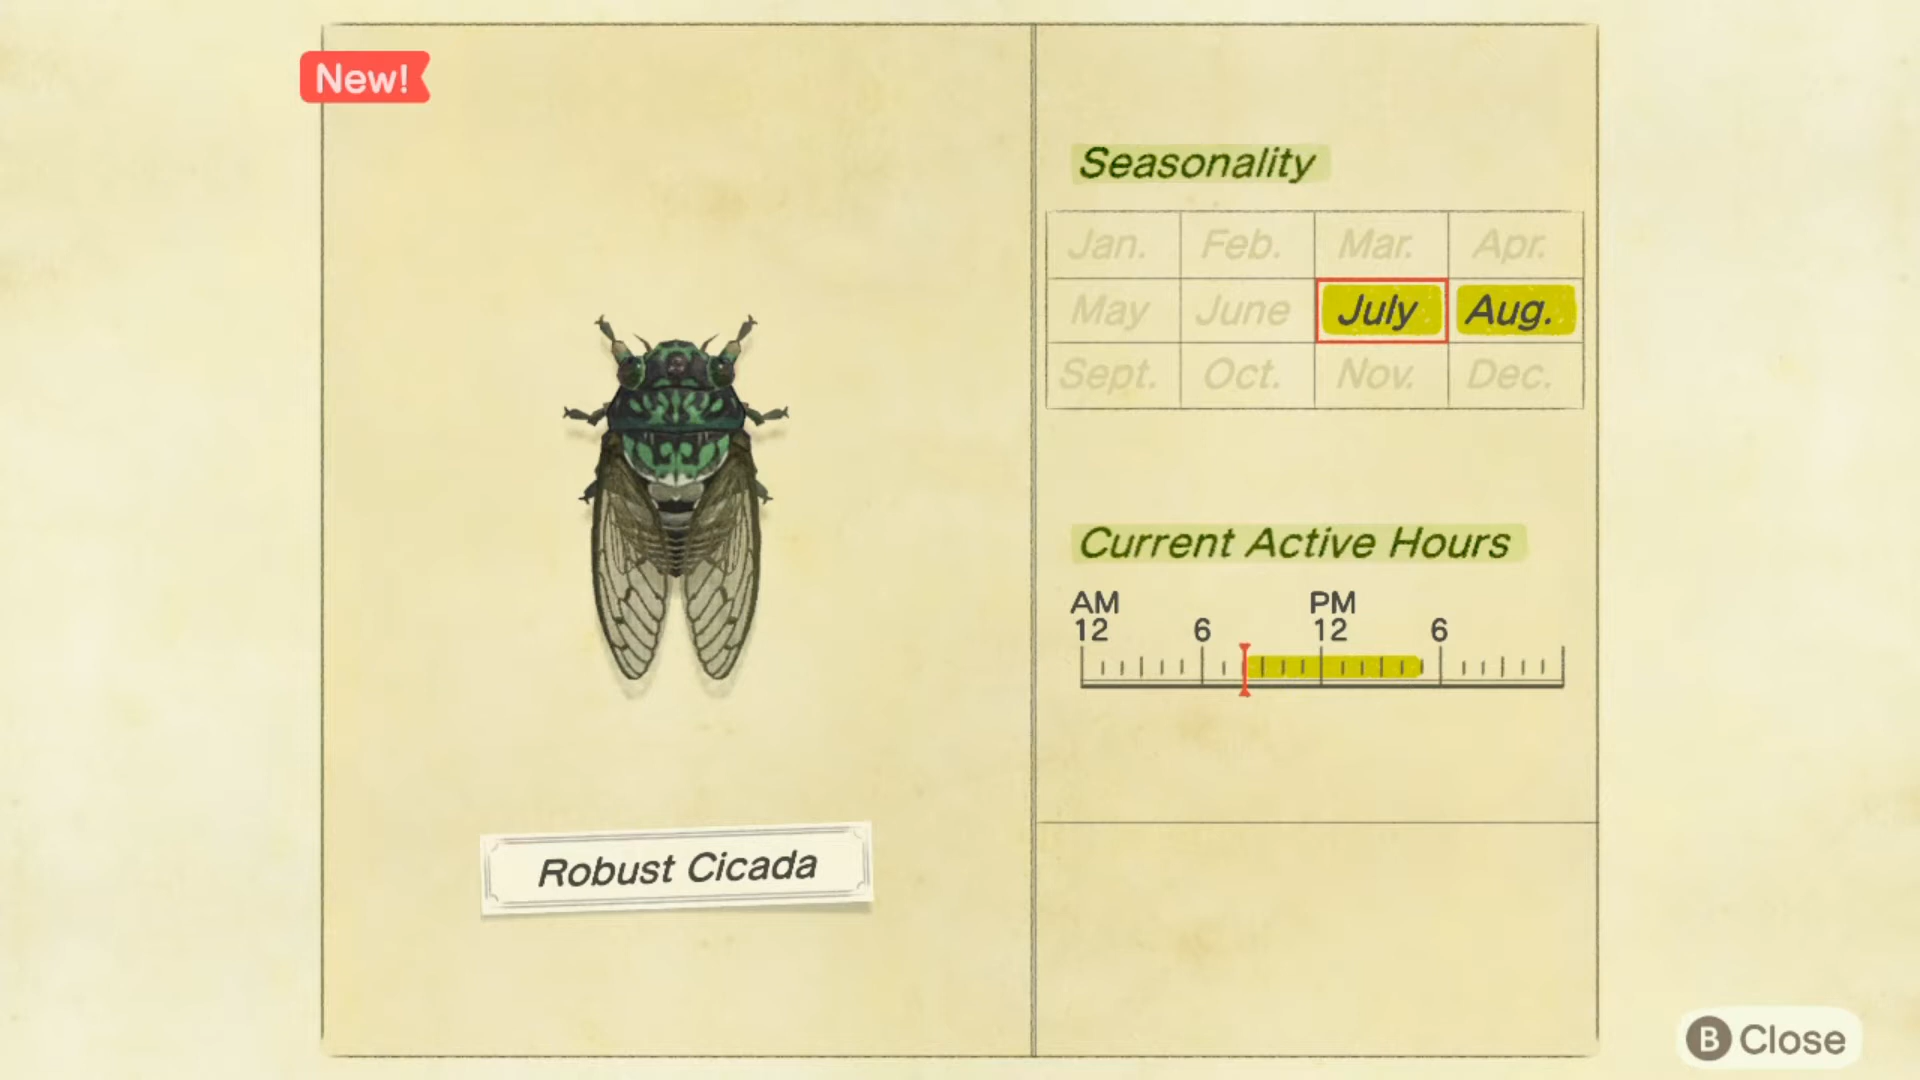 New!
Seasonality
Jan. Feb. Mar. Apr.
May June July Aug.
Sept. Oct. Nov. Dec.
Current Active Hours
AM PM
12 6 12 6
Robust Cicada
B Close